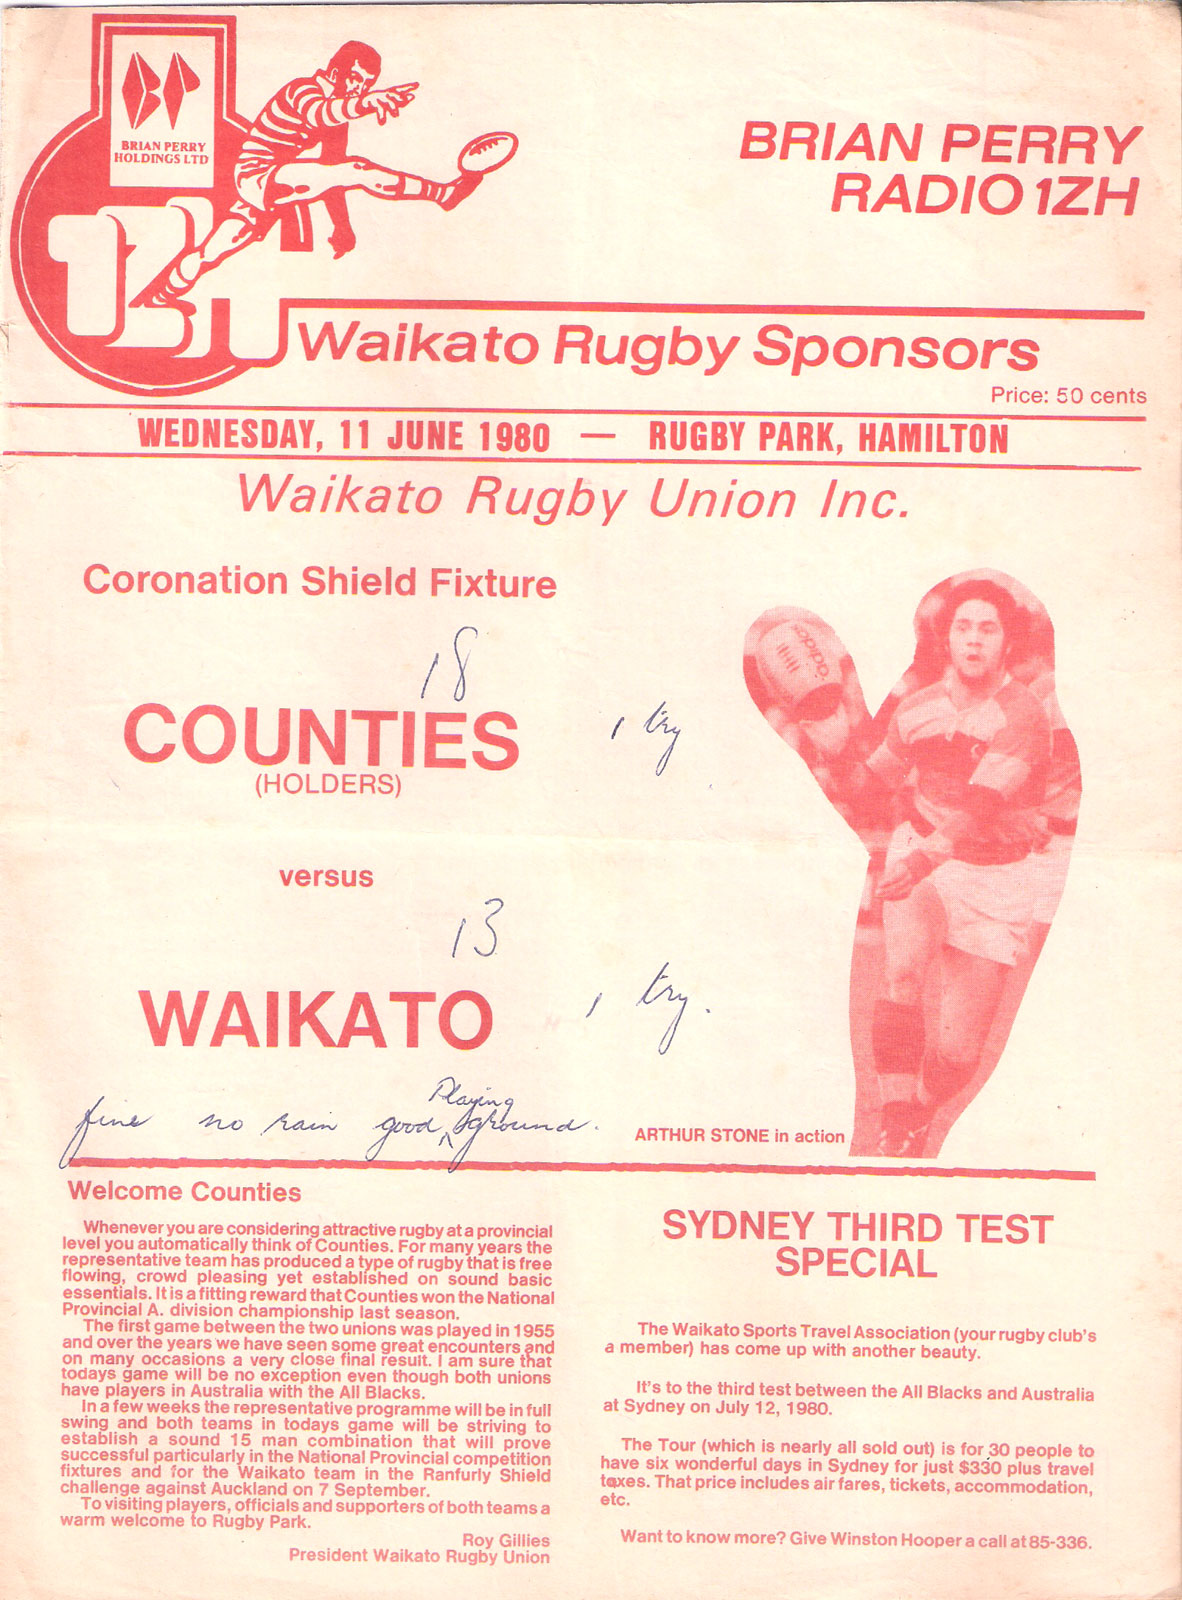 BP
BRIAN PERRY
HOLDINGS LTD
1ZH
BRIAN PERRY
RADIO 1ZH
Waikato Rugby Sponsors
Price: 50 cents
WEDNESDAY, 11 JUNE 1980 — RUGBY PARK, HAMILTON
Waikato Rugby Union Inc.
Coronation Shield Fixture
18
COUNTIES
1 try
(HOLDERS)
versus
13
WAIKATO
1 try.
adidas
fine no rain good Playing ground.
ARTHUR STONE in action
Welcome Counties
Whenever you are considering attractive rugby at a provincial
level you automatically think of Counties. For many years the
representative team has produced a type of rugby that is free
flowing, crowd pleasing yet established on sound basic
essentials. It is a fitting reward that Counties won the National
Provincial A. division championship last season.
The first game between the two unions was played in 1955
and over the years we have seen some great encounters and
on many occasions a very close final result. I am sure that
todays game will be no exception even though both unions
have players in Australia with the All Blacks.
In a few weeks the representative programme will be in full
swing and both teams in todays game will be striving to
establish a sound 15 man combination that will prove
successful particularly in the National Provincial competition
fixtures and for the Waikato team in the Ranfurly Shield
challenge against Auckland on 7 September.
To visiting players, officials and supporters of both teams a
warm welcome to Rugby Park.
Roy Gillies
President Waikato Rugby Union
SYDNEY THIRD TEST
SPECIAL
The Waikato Sports Travel Association (your rugby club's
a member) has come up with another beauty.
It's to the third test between the All Blacks and Australia
at Sydney on July 12, 1980.
The Tour (which is nearly all sold out) is for 30 people to
have six wonderful days in Sydney for just $330 plus travel
taxes. That price includes air fares, tickets, accommodation,
etc.
Want to know more? Give Winston Hooper a call at 85-336.